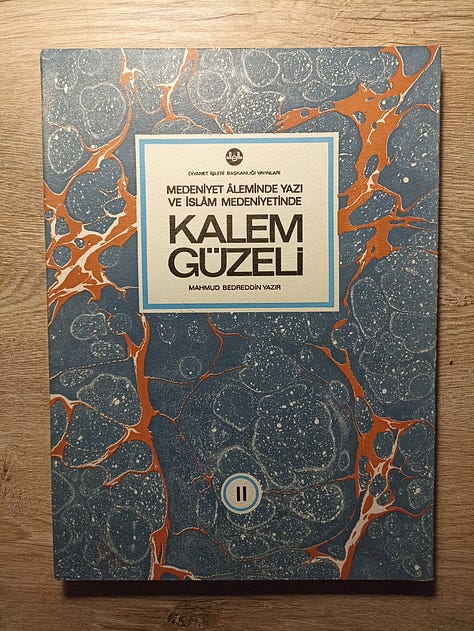 DİYANET İŞLERİ BAŞKANLIĞI YAYINLARI
MEDENİYET ÂLEMİNDE YAZI
VE İSLÂM MEDENİYETİNDE
KALEM
GÜZELİ
MAHMUD BEDREDDİN YAZIR
II